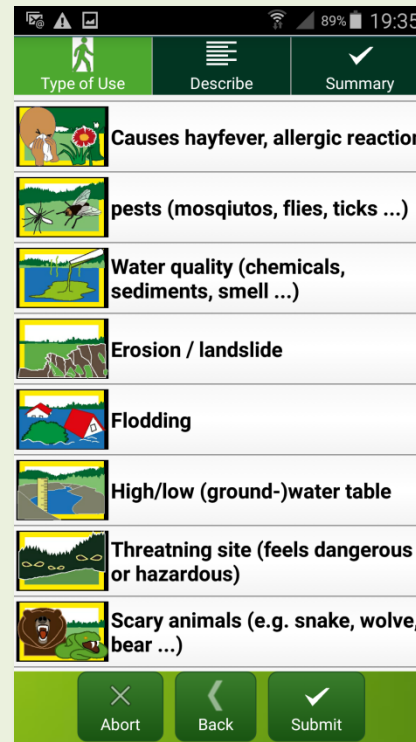 89% 19:35
Type of Use Describe Summary
Causes hayfever, allergic reaction
pests (mosqiutos, flies, ticks ...)
Water quality (chemicals,
sediments, smell ...)
Erosion / landslide
Flodding
High/low (ground-)water table
Threatning site (feels dangerous
or hazardous)
Scary animals (e.g. snake, wolve,
bear ...)
Abort Back Submit